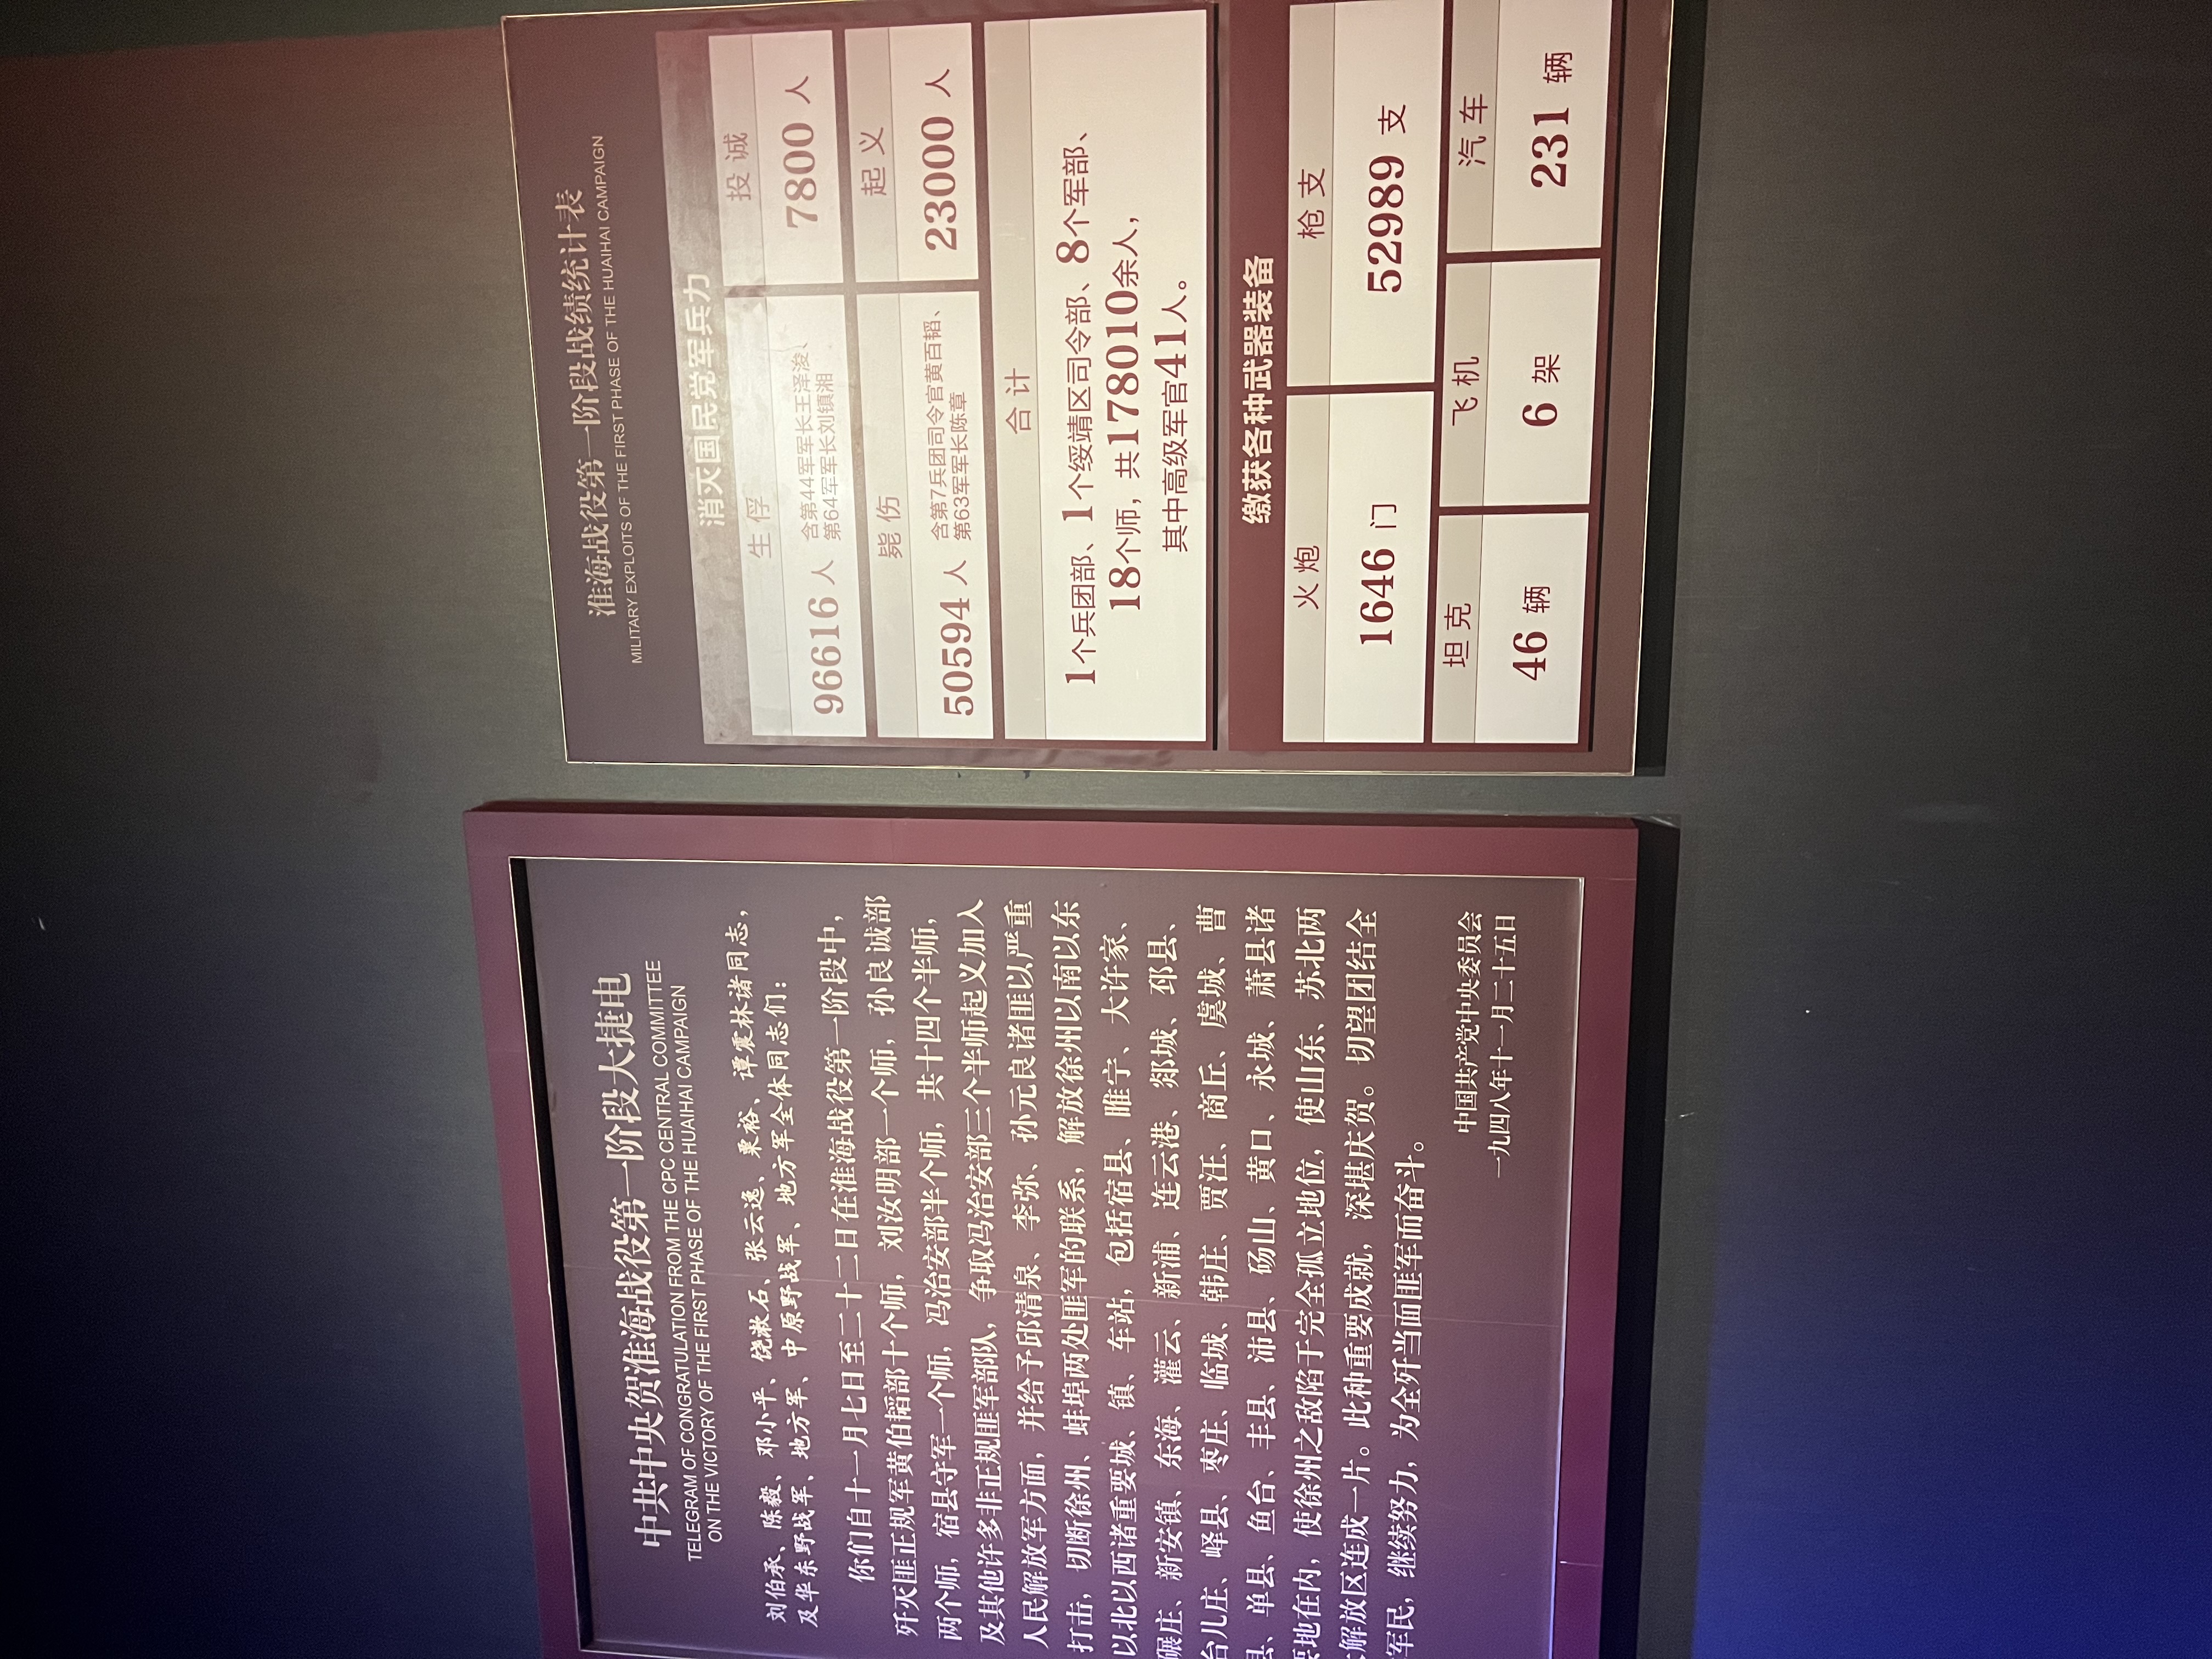 中共中央贺淮海战役第一阶段大捷电
TELEGRAM OF CONGRATULATION FROM THE CPC CENTRAL COMMITTEE
ON THE VICTORY OF THE FIRST PHASE OF THE HUAIHAI CAMPAIGN
刘伯承、陈毅、邓小平、饶漱石、张云逸、粟裕、谭震林诸同志，
及华东野战军、地方军、中原野战军、地方军全体同志们：
你们自十一月七日至二十二日在淮海战役第一阶段中，
歼灭匪正规军黄伯韬部十个师，刘汝明部一个师，孙良诚部
两个师，宿县守军一个师，冯治安部半个师，共十四个半师，
及其他许多非正规匪军部队，争取冯治安部三个半师起义加入
人民解放军方面，并给予邱清泉、李弥、孙元良诸匪以严重
打击，切断徐州、蚌埠两处匪军的联系，解放徐州以南以东
以北以西诸重要城、镇、车站，包括宿县、睢宁、大许家、
碾庄、新安镇、东海、灌云、新浦、连云港、郯城、邳县、
台儿庄、峄县、枣庄、临城、韩庄、贾汪、商丘、虞城、曹
县、单县、鱼台、丰县、沛县、砀山、黄口、永城、萧县诸
要地在内，使徐州之敌陷于完全孤立地位，使山东、苏北两
大解放区连成一片。此种重要成就，深堪庆贺。切望团结全
军民，继续努力，为全歼当面匪军而奋斗。
中国共产党中央委员会
一九四八年十一月二十五日
淮海战役第一阶段战绩统计表
MILITARY EXPLOITS OF THE FIRST PHASE OF THE HUAIHAI CAMPAIGN
消灭国民党军兵力
生俘
96616 人 含第44军军长王泽浚、
第64军军长刘镇湘
投诚
7800 人
毙伤
50594 人 含第7兵团司令官黄百韬、
第63军军长陈章
起义
23000 人
合计
1个兵团部、1个绥靖区司令部、8个军部、
18个师，共178010余人，
其中高级军官41人。
缴获各种武器装备
火炮
1646 门
枪支
52989 支
坦克
46 辆
飞机
6 架
汽车
231 辆